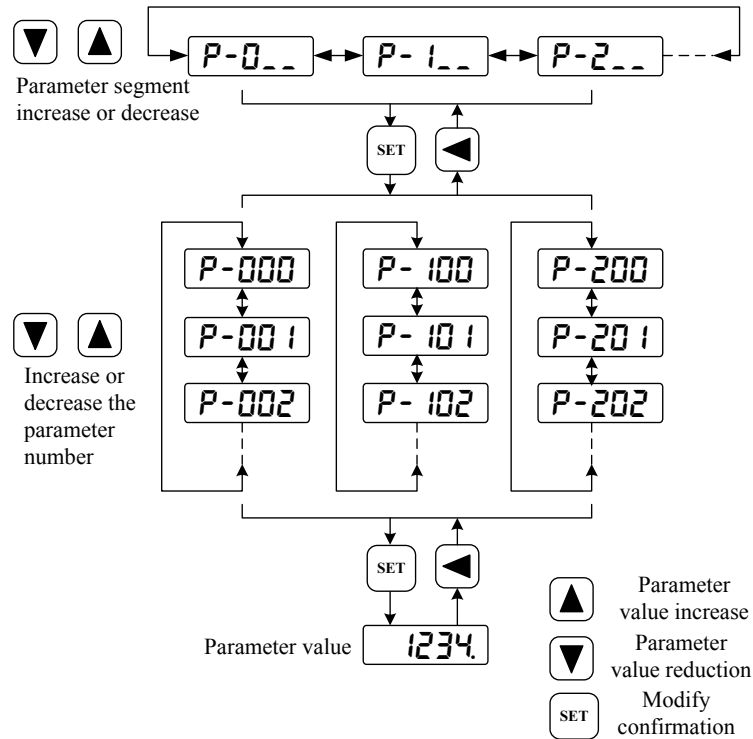 P-0__ P-1__ P-2__
Parameter segment
increase or decrease
SET
P-000 P-100 P-200
P-001 P-101 P-201
P-002 P-102 P-202
Increase or
decrease the
parameter
number
SET
Parameter value 1234.
Parameter
value increase
Parameter
value reduction
SET Modify
confirmation